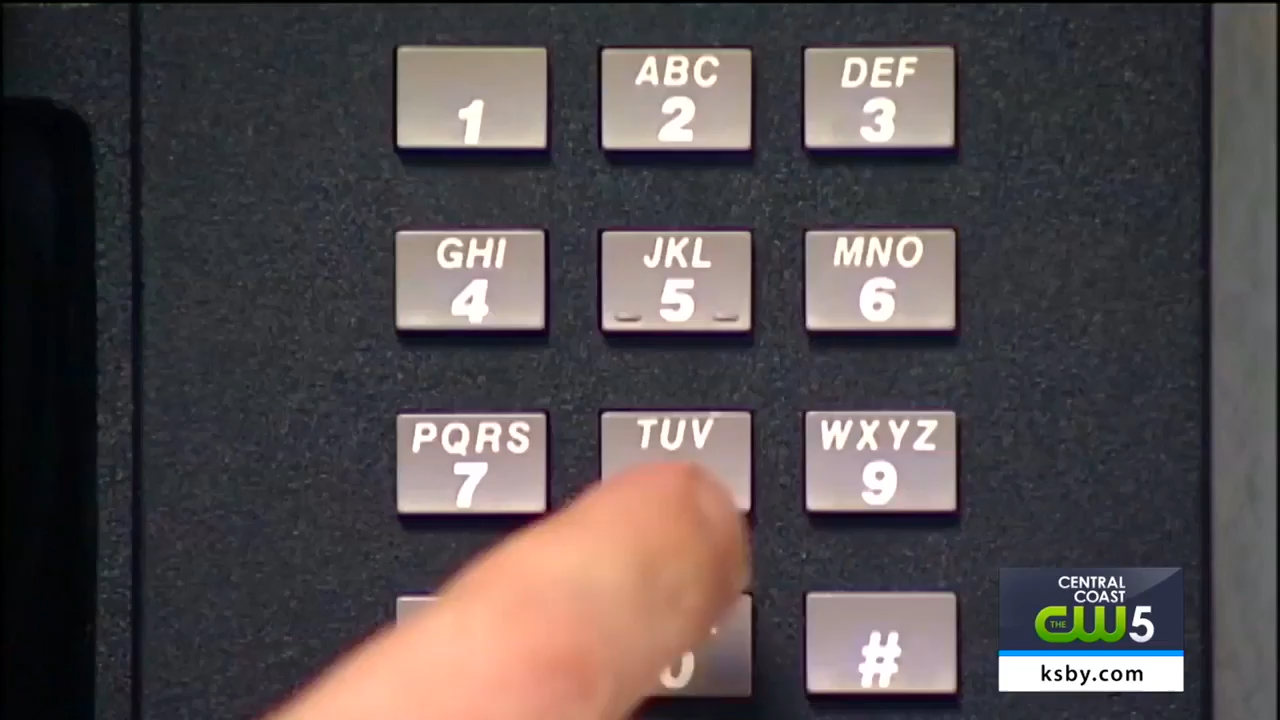 1
ABC
2
DEF
3
GHI
4
JKL
5
MNO
6
PQRS
7
TUV
WXYZ
9
#
CENTRAL
COAST
THE CW 5
ksby.com